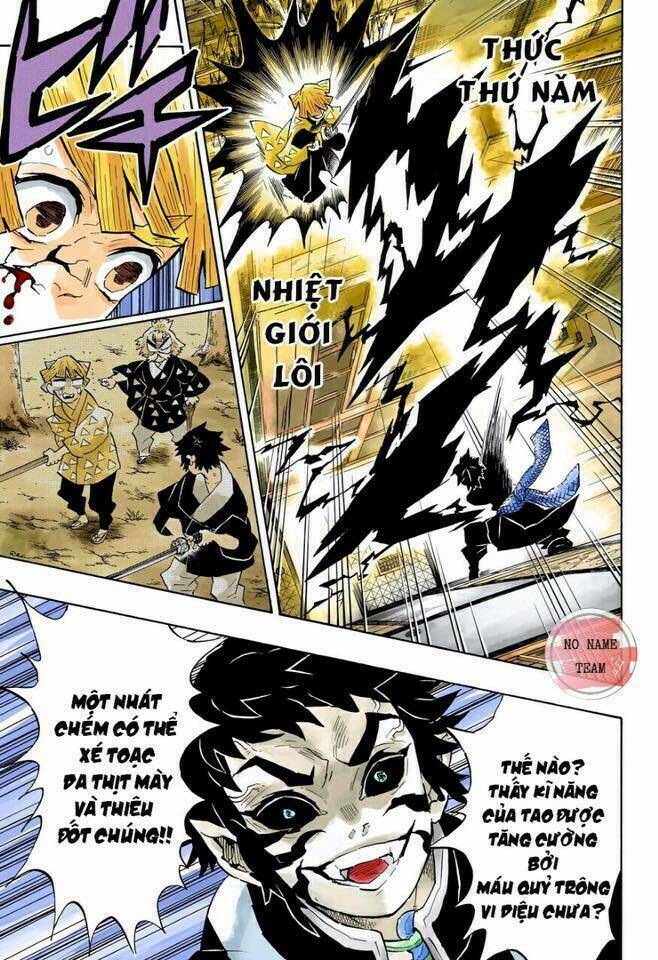 THỨC
THỨ NĂM
NHIỆT
GIỚI
LÔI
NO NAME
TEAM
THẾ NÀO?
THẤY KĨ NĂNG
CỦA TAO ĐƯỢC
TĂNG CƯỜNG
BỞI
MÁU QUỶ TRÔNG
VI DIỆU CHƯA?
MỘT NHÁT
CHÉM CÓ THỂ
XÉ TOẠC
DA THỊT MÀY
VÀ THIÊU
ĐỐT CHÚNG!!